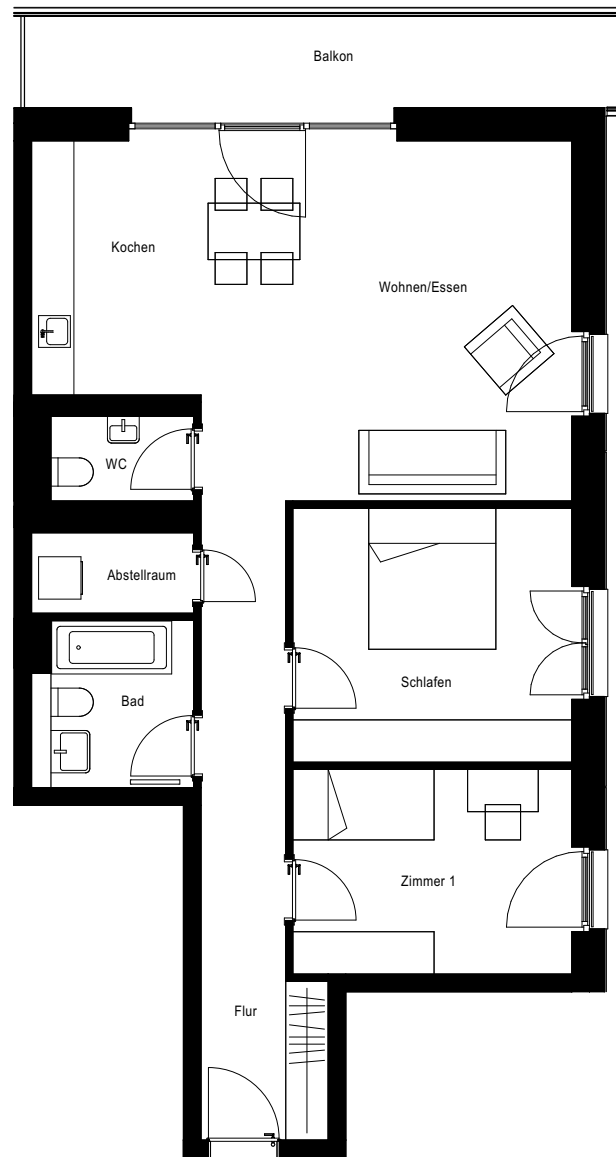 Balkon
Kochen
Wohnen/Essen
WC
Abstellraum
Schlafen
Bad
Zimmer 1
Flur